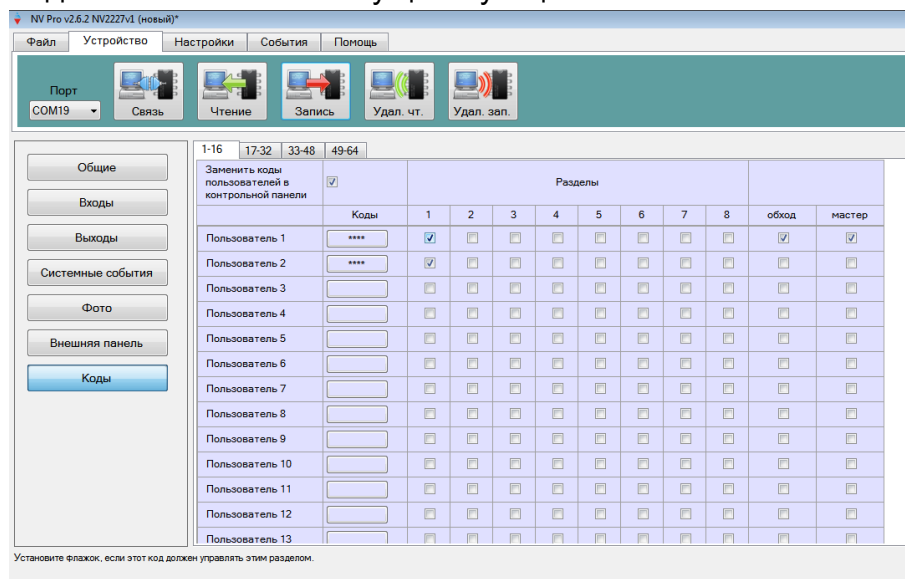 NV Pro v2.6.2 NV2227v1 (новый)*
Файл Устройство Настройки События Помощь
Порт
COM19 Связь Чтение Запись Удал. чт. Удал. зап.
1-16 17-32 33-48 49-64
Общие
Входы
Выходы
Системные события
Фото
Внешняя панель
Коды
Заменить коды
пользователей в
контрольной панели
Разделы
Коды 1 2 3 4 5 6 7 8 обход мастер
Пользователь 1 ****
Пользователь 2 ****
Пользователь 3
Пользователь 4
Пользователь 5
Пользователь 6
Пользователь 7
Пользователь 8
Пользователь 9
Пользователь 10
Пользователь 11
Пользователь 12
Пользователь 13
Установите флажок, если этот код должен управлять этим разделом.